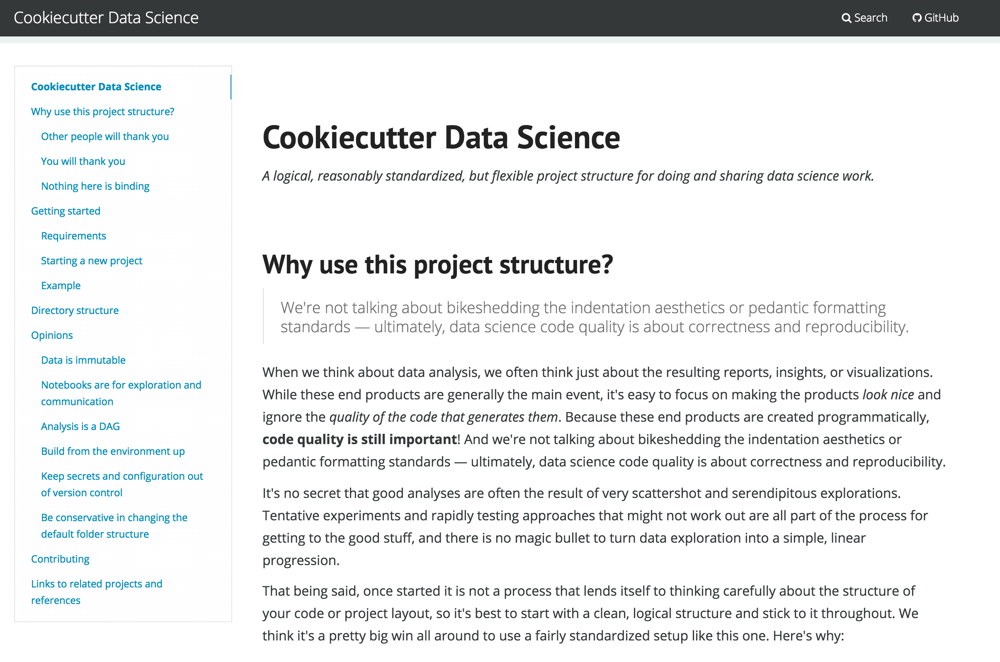 Cookiecutter Data Science
Search
GitHub
Cookiecutter Data Science
Why use this project structure?
Other people will thank you
You will thank you
Nothing here is binding
Getting started
Requirements
Starting a new project
Example
Directory structure
Opinions
Data is immutable
Notebooks are for exploration and
communication
Analysis is a DAG
Build from the environment up
Keep secrets and configuration out
of version control
Be conservative in changing the
default folder structure
Contributing
Links to related projects and
references
Cookiecutter Data Science
A logical, reasonably standardized, but flexible project structure for doing and sharing data science work.
Why use this project structure?
We're not talking about bikeshedding the indentation aesthetics or pedantic formatting
standards — ultimately, data science code quality is about correctness and reproducibility.
When we think about data analysis, we often think just about the resulting reports, insights, or visualizations.
While these end products are generally the main event, it's easy to focus on making the products look nice and
ignore the quality of the code that generates them. Because these end products are created programmatically,
code quality is still important! And we're not talking about bikeshedding the indentation aesthetics or
pedantic formatting standards — ultimately, data science code quality is about correctness and reproducibility.
It's no secret that good analyses are often the result of very scattershot and serendipitous explorations.
Tentative experiments and rapidly testing approaches that might not work out are all part of the process for
getting to the good stuff, and there is no magic bullet to turn data exploration into a simple, linear
progression.
That being said, once started it is not a process that lends itself to thinking carefully about the structure of
your code or project layout, so it's best to start with a clean, logical structure and stick to it throughout. We
think it's a pretty big win all around to use a fairly standardized setup like this one. Here's why: